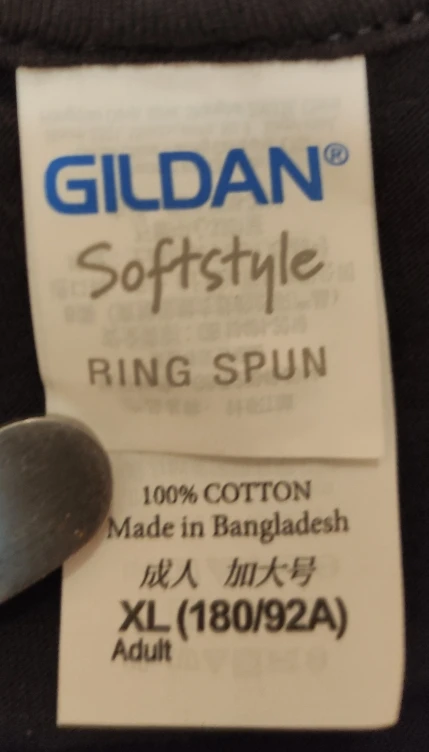 GILDAN®
Softstyle
RING SPUN
100% COTTON
Made in Bangladesh
成人 加大号
XL (180/92A)
Adult